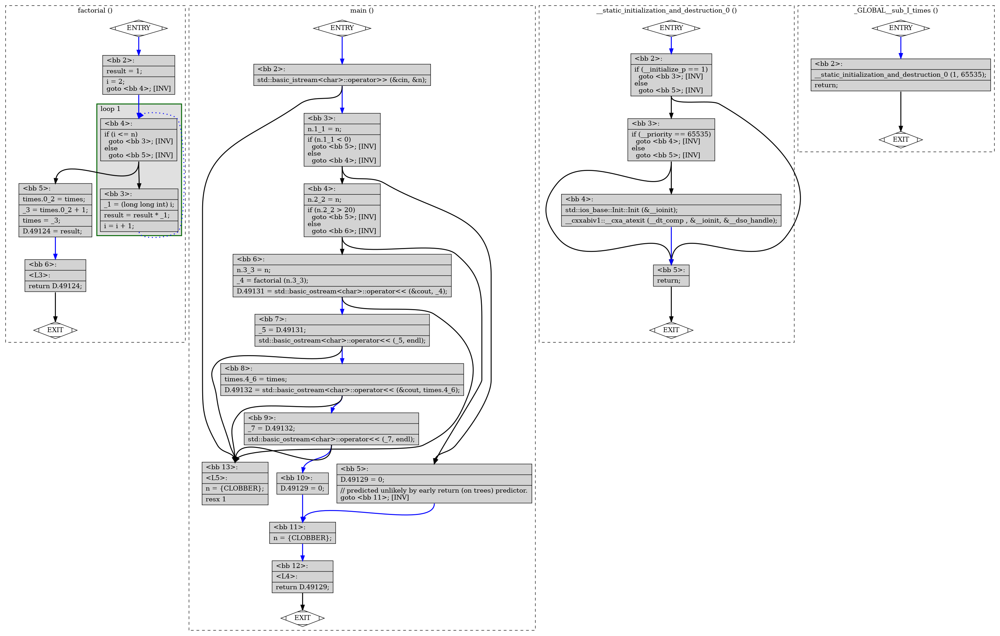 factorial ()
ENTRY
<bb 2>:
result = 1;
i = 2;
goto <bb 4>; [INV]
loop 1
<bb 4>:
if (i <= n)
  goto <bb 3>; [INV]
else
  goto <bb 5>; [INV]
<bb 5>:
times.0_2 = times;
_3 = times.0_2 + 1;
times = _3;
D.49124 = result;
<bb 3>:
_1 = (long long int) i;
result = result * _1;
i = i + 1;
<bb 6>:
<L3>:
return D.49124;
EXIT
main ()
ENTRY
<bb 2>:
std::basic_istream<char>::operator>> (&cin, &n);
<bb 3>:
n.1_1 = n;
if (n.1_1 < 0)
  goto <bb 5>; [INV]
else
  goto <bb 4>; [INV]
<bb 4>:
n.2_2 = n;
if (n.2_2 > 20)
  goto <bb 5>; [INV]
else
  goto <bb 6>; [INV]
<bb 6>:
n.3_3 = n;
_4 = factorial (n.3_3);
D.49131 = std::basic_ostream<char>::operator<< (&cout, _4);
<bb 7>:
_5 = D.49131;
std::basic_ostream<char>::operator<< (_5, endl);
<bb 8>:
times.4_6 = times;
D.49132 = std::basic_ostream<char>::operator<< (&cout, times.4_6);
<bb 9>:
_7 = D.49132;
std::basic_ostream<char>::operator<< (_7, endl);
<bb 13>:
<L5>:
n = {CLOBBER};
resx 1
<bb 10>:
D.49129 = 0;
<bb 5>:
D.49129 = 0;
// predicted unlikely by early return (on trees) predictor.
goto <bb 11>; [INV]
<bb 11>:
n = {CLOBBER};
<bb 12>:
<L4>:
return D.49129;
EXIT
__static_initialization_and_destruction_0 ()
ENTRY
<bb 2>:
if (__initialize_p == 1)
  goto <bb 3>; [INV]
else
  goto <bb 5>; [INV]
<bb 3>:
if (__priority == 65535)
  goto <bb 4>; [INV]
else
  goto <bb 5>; [INV]
<bb 4>:
std::ios_base::Init::Init (&__ioinit);
__cxxabiv1::__cxa_atexit (__dt_comp , &__ioinit, &__dso_handle);
<bb 5>:
return;
EXIT
_GLOBAL__sub_I_times ()
ENTRY
<bb 2>:
__static_initialization_and_destruction_0 (1, 65535);
return;
EXIT